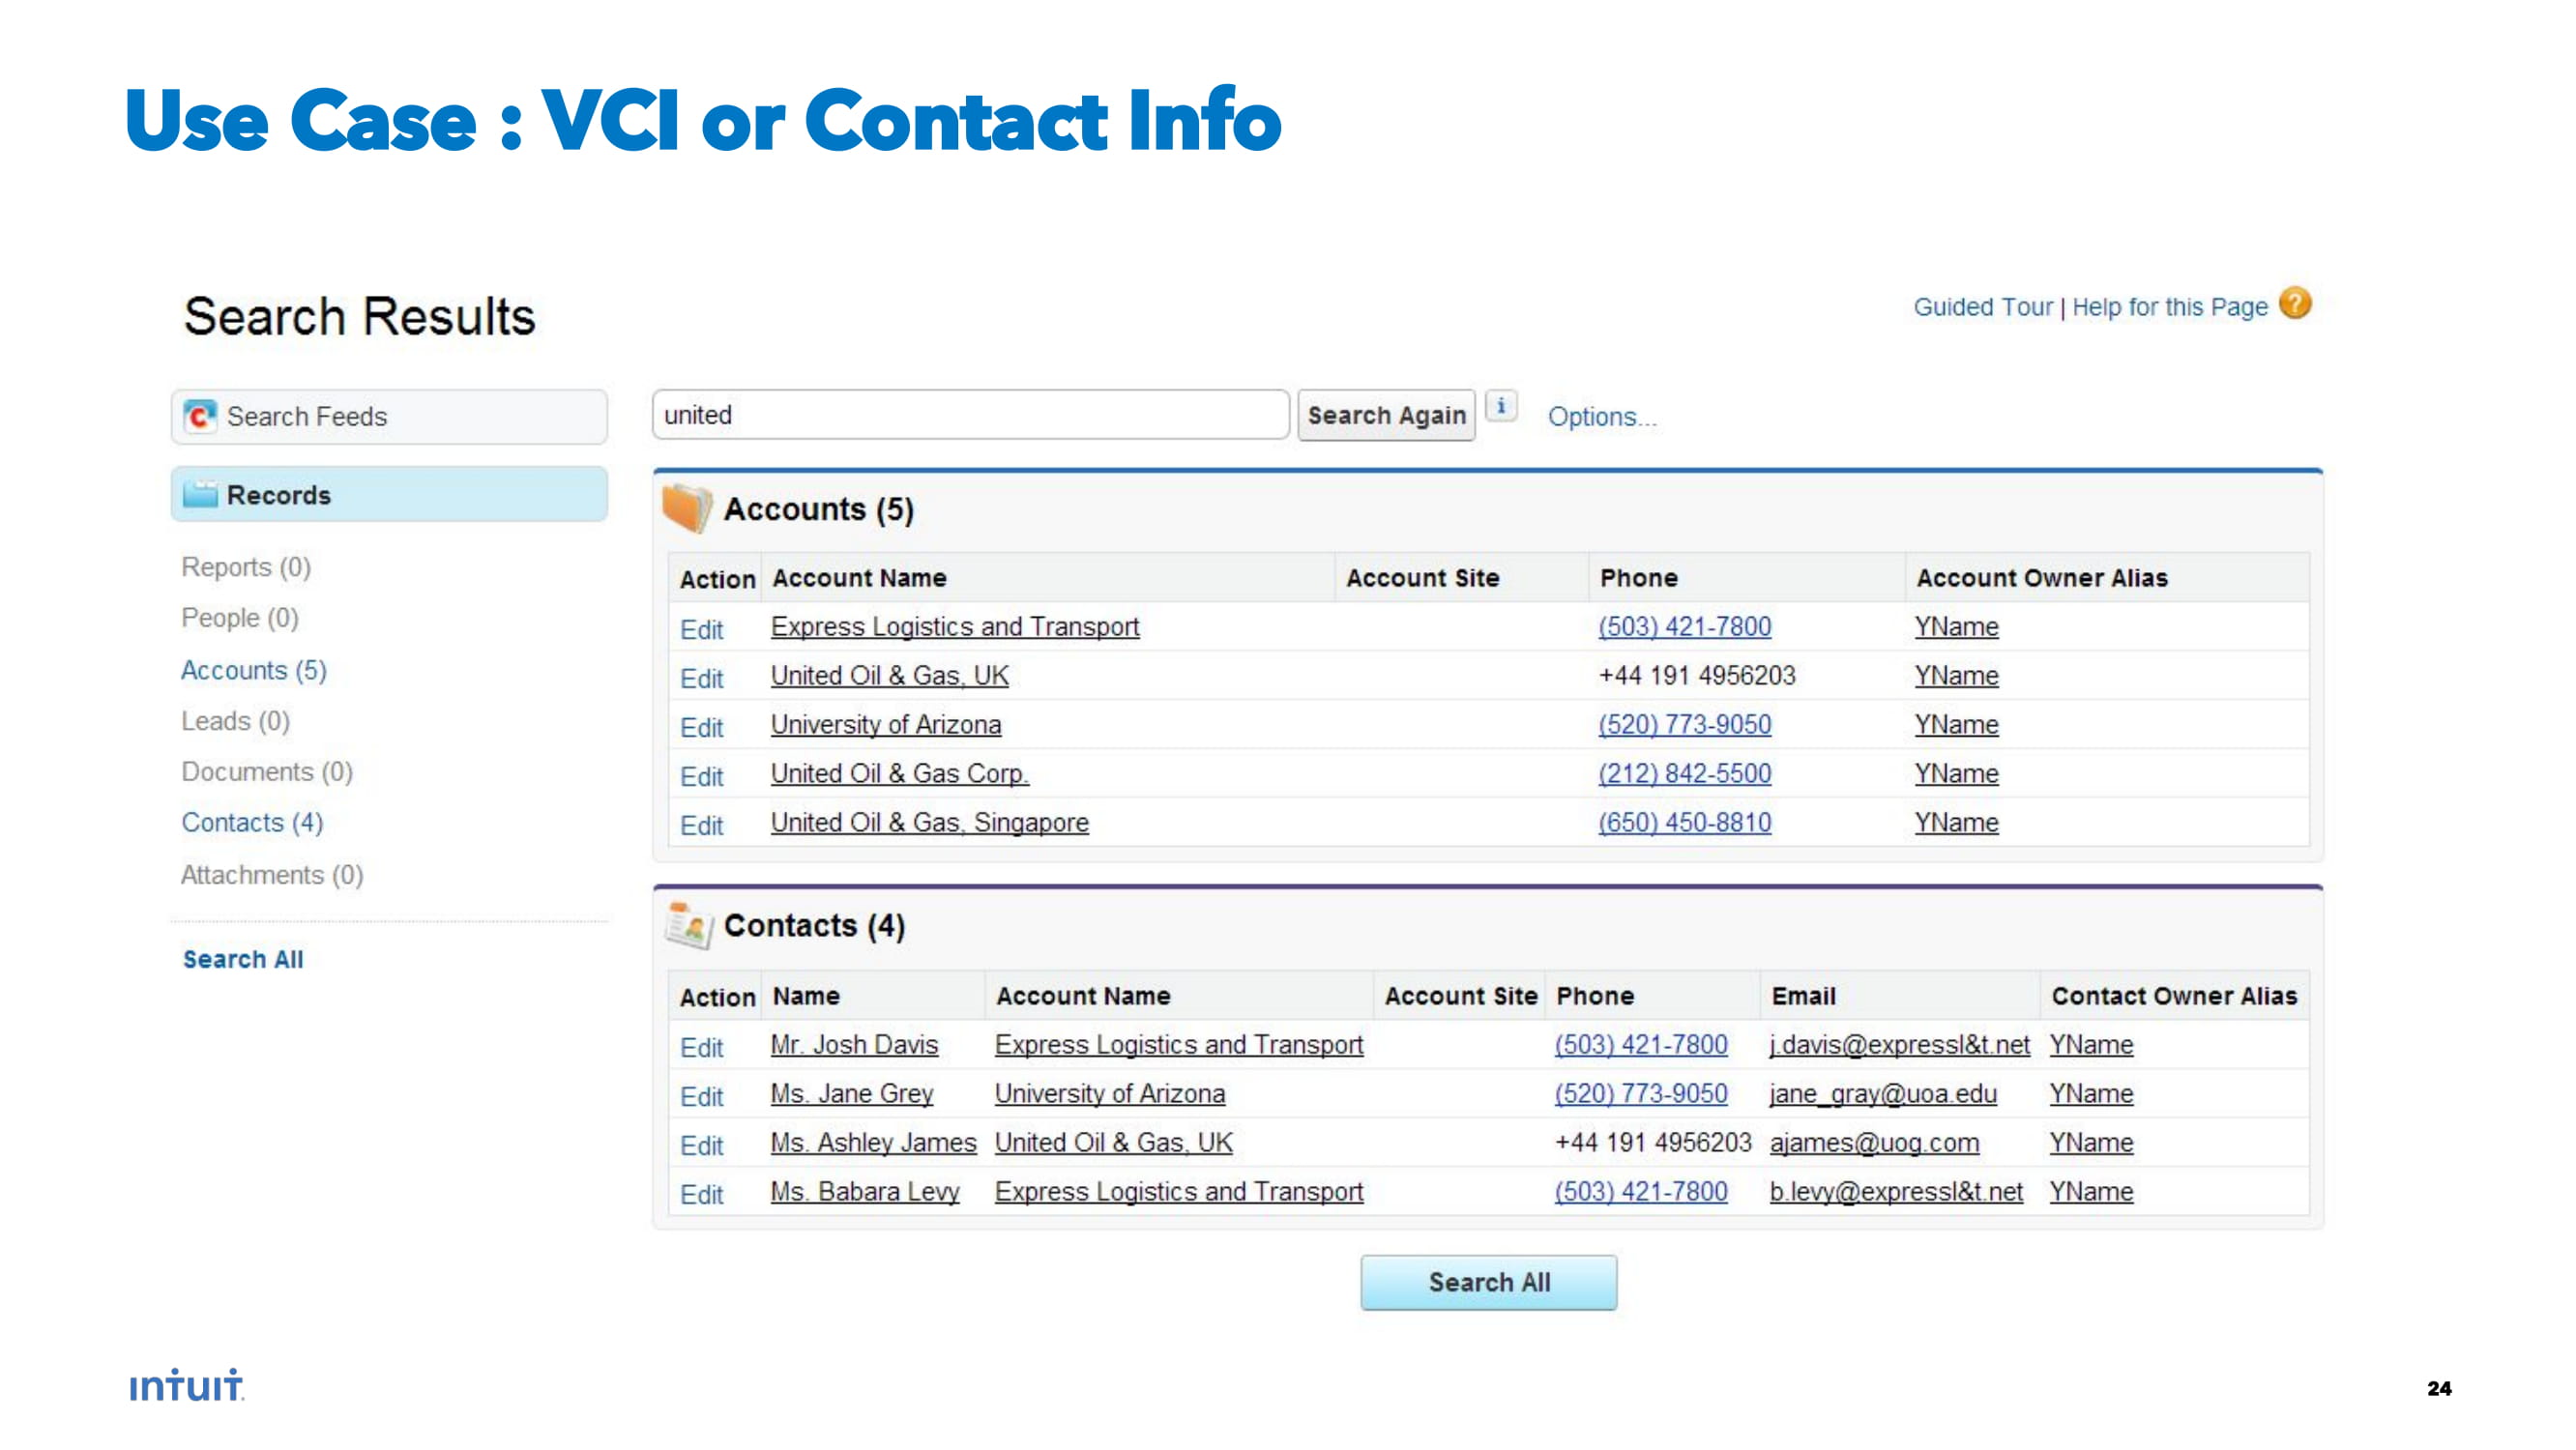 Use Case : VCI or Contact Info
Search Results
Guided Tour | Help for this Page ?
Search Feeds
united
Search Again
i
Options...
Records
Reports (0)
People (0)
Accounts (5)
Leads (0)
Documents (0)
Contacts (4)
Attachments (0)
Search All
Accounts (5)
Action Account Name Account Site Phone Account Owner Alias
Edit Express Logistics and Transport (503) 421-7800 YName
Edit United Oil & Gas, UK +44 191 4956203 YName
Edit University of Arizona (520) 773-9050 YName
Edit United Oil & Gas Corp. (212) 842-5500 YName
Edit United Oil & Gas, Singapore (650) 450-8810 YName
Contacts (4)
Action Name Account Name Account Site Phone Email Contact Owner Alias
Edit Mr. Josh Davis Express Logistics and Transport (503) 421-7800 j.davis@expressl&t.net YName
Edit Ms. Jane Grey University of Arizona (520) 773-9050 jane_gray@uoa.edu YName
Edit Ms. Ashley James United Oil & Gas, UK +44 191 4956203 ajames@uog.com YName
Edit Ms. Babara Levy Express Logistics and Transport (503) 421-7800 b.levy@expressl&t.net YName
Search All
intuit.
24